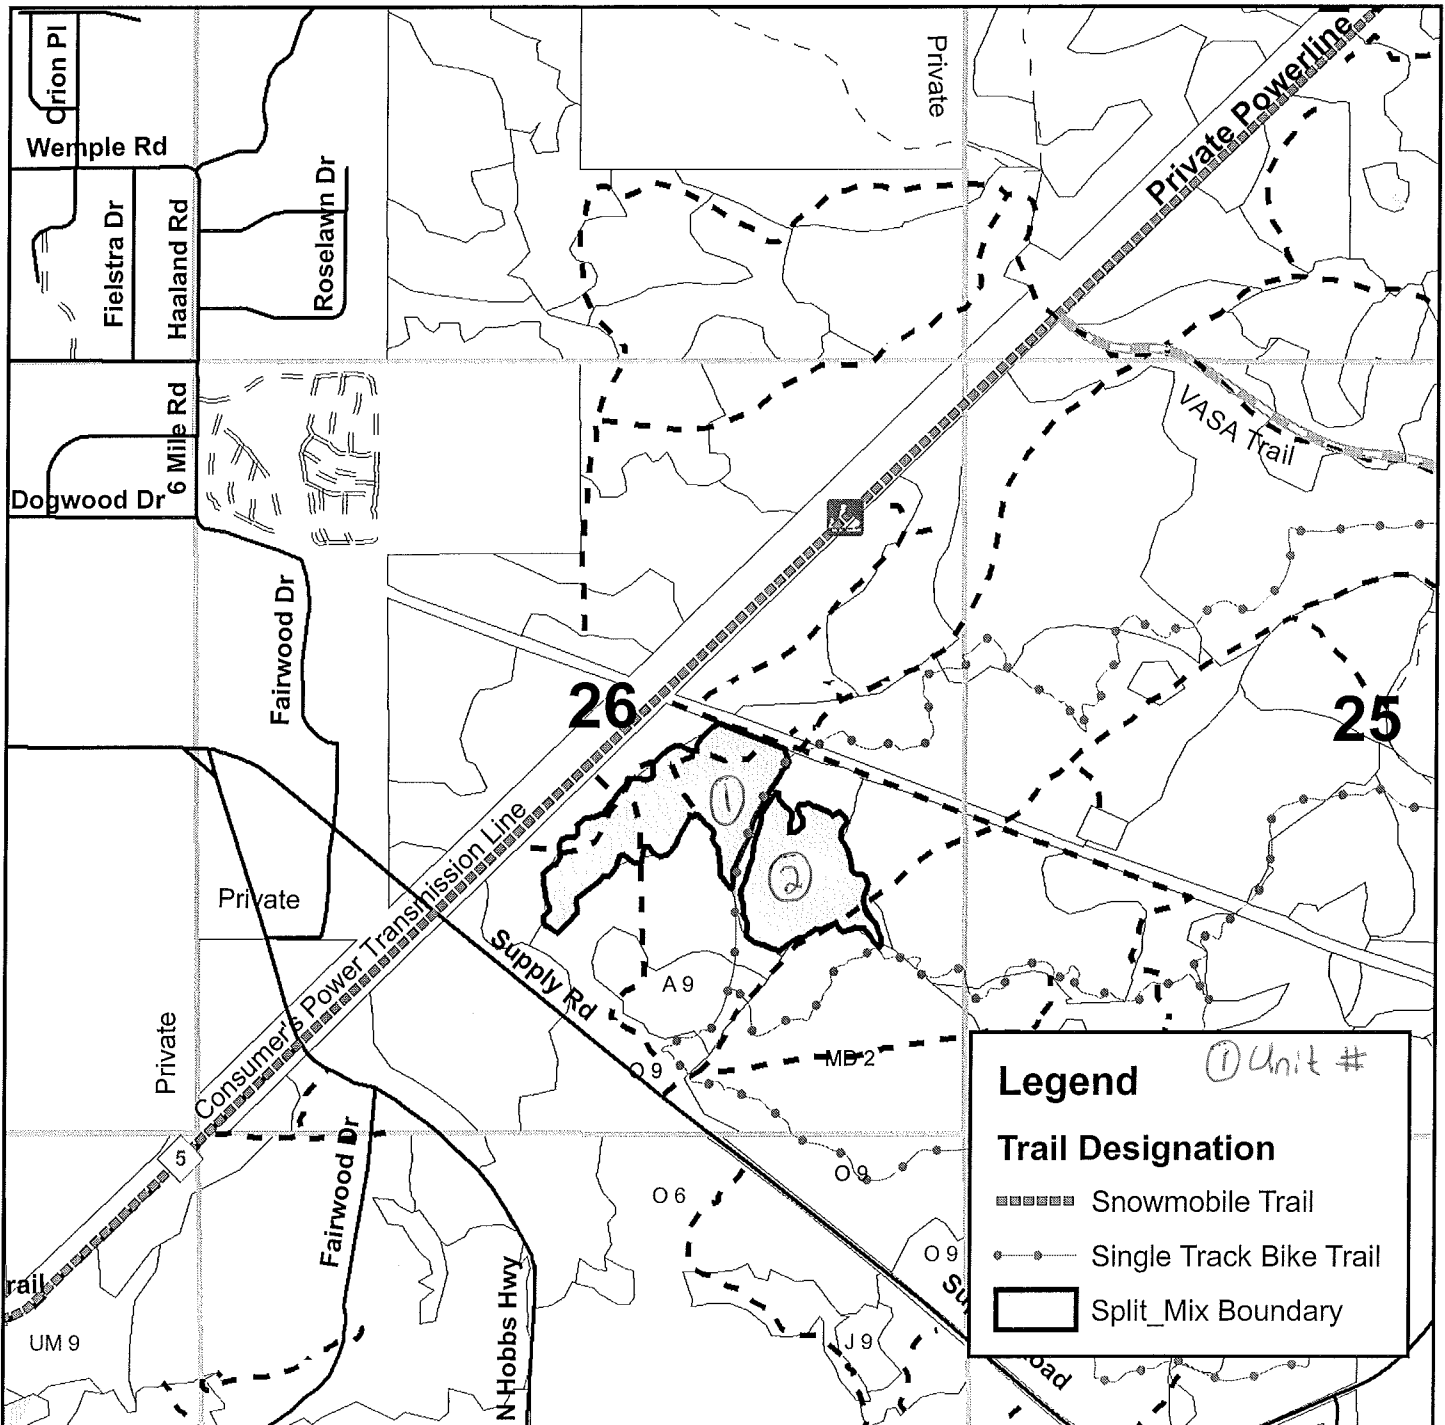 Orion Pl
Wemple Rd
Fielstra Dr
Haaland Rd
Roselawn Dr
Private
Private Powerline
VASA Trail
6 Mile Rd
Dogwood Dr
Fairwood Dr
26
25
1
2
Private
Consumer's Power Transmission Line
Supply Rd
A 9
O 9
MD 2
Private
5
Fairwood Dr
N Hobbs Hwy
O 6
O 9
O 9
J 9
UM 9
rail
Su
oad
Legend
1 Unit #
Trail Designation
Snowmobile Trail
Single Track Bike Trail
Split_Mix Boundary